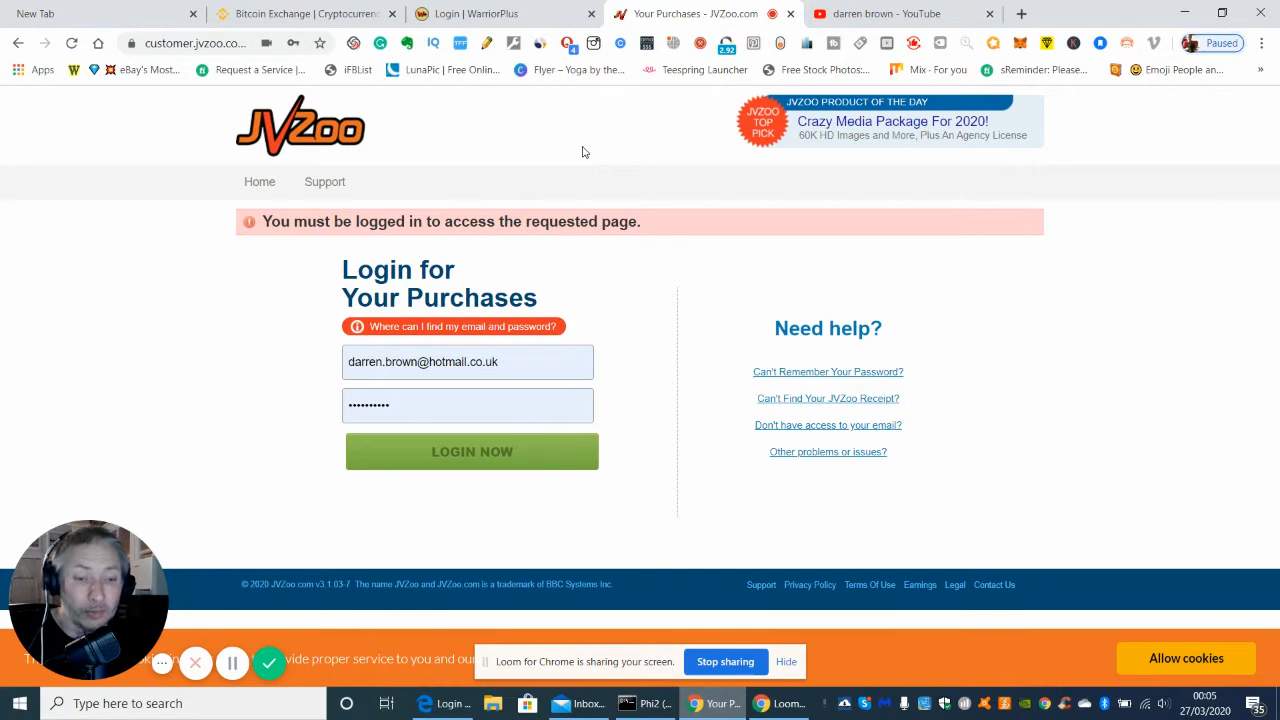 New Tab
Bitcoin Earnings
Home
Your Purchases - JVZoo.com
darren brown - YouTube
customer.jvzoo.co...
2.92
Paused
Apps
eBay's Most...
Request a Service |...
iFBList
LunaPic | Free Onlin...
Flyer – Yoga by the...
Teespring Launcher
Free Stock Photos:...
Mix · For you
sReminder: Please...
Emoji People an...
JVZoo
JVZOO TOP PICK
JVZOO PRODUCT OF THE DAY
Crazy Media Package For 2020!
60K HD Images and More, Plus An Agency License
Home
Support
You must be logged in to access the requested page.
Login for
Your Purchases
Where can I find my email and password?
darren.brown@hotmail.co.uk
••••••••••
LOGIN NOW
Need help?
Can't Remember Your Password?
Can't Find Your JVZoo Receipt?
Don't have access to your email?
Other problems or issues?
© 2020 JVZoo.com v3.1.03-7 The name JVZoo and JVZoo.com is a trademark of BBC Systems Inc.
Support
Privacy Policy
Terms Of Use
Earnings
Legal
Contact Us
vide proper service to you and our
Loom for Chrome is sharing your screen.
Stop sharing
Hide
Allow cookies
Type here to search
Login ...
Inbox...
Phi2 (...
Your P...
Loom...
00:05
27/03/2020
35